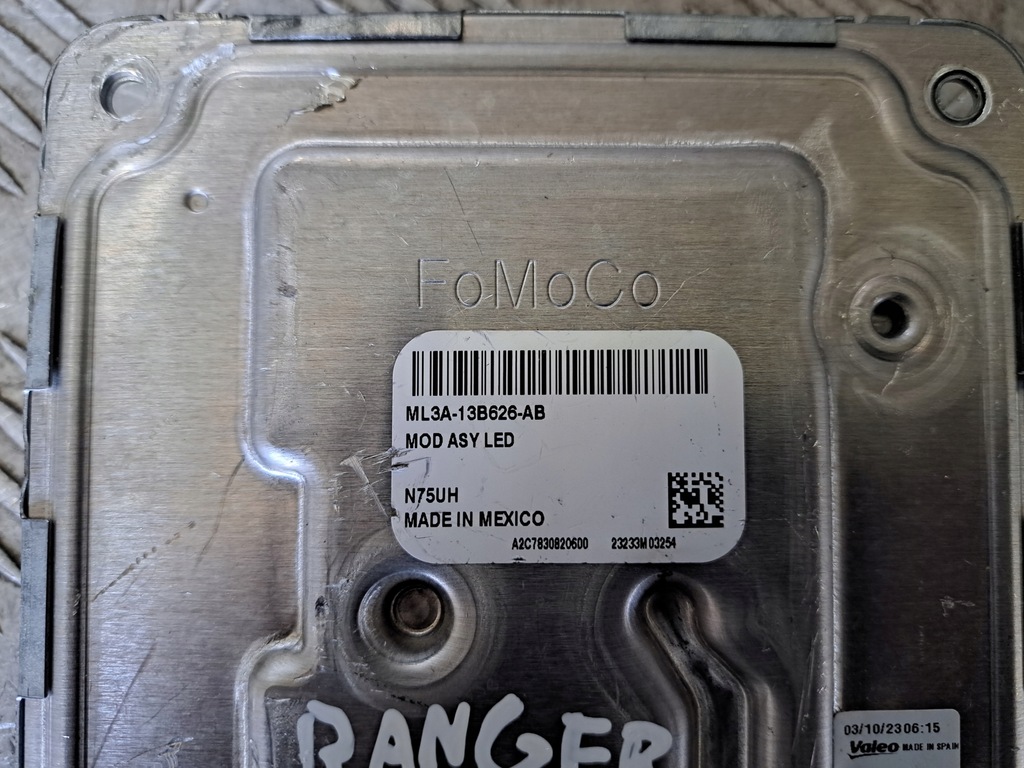 FoMoCo
ML3A-13B626-AB
MOD ASY LED
N75UH
MADE IN MEXICO
A2C7830820600 23233M03254
RANGER
03/10/23 06:15
Valeo MADE IN SPAIN